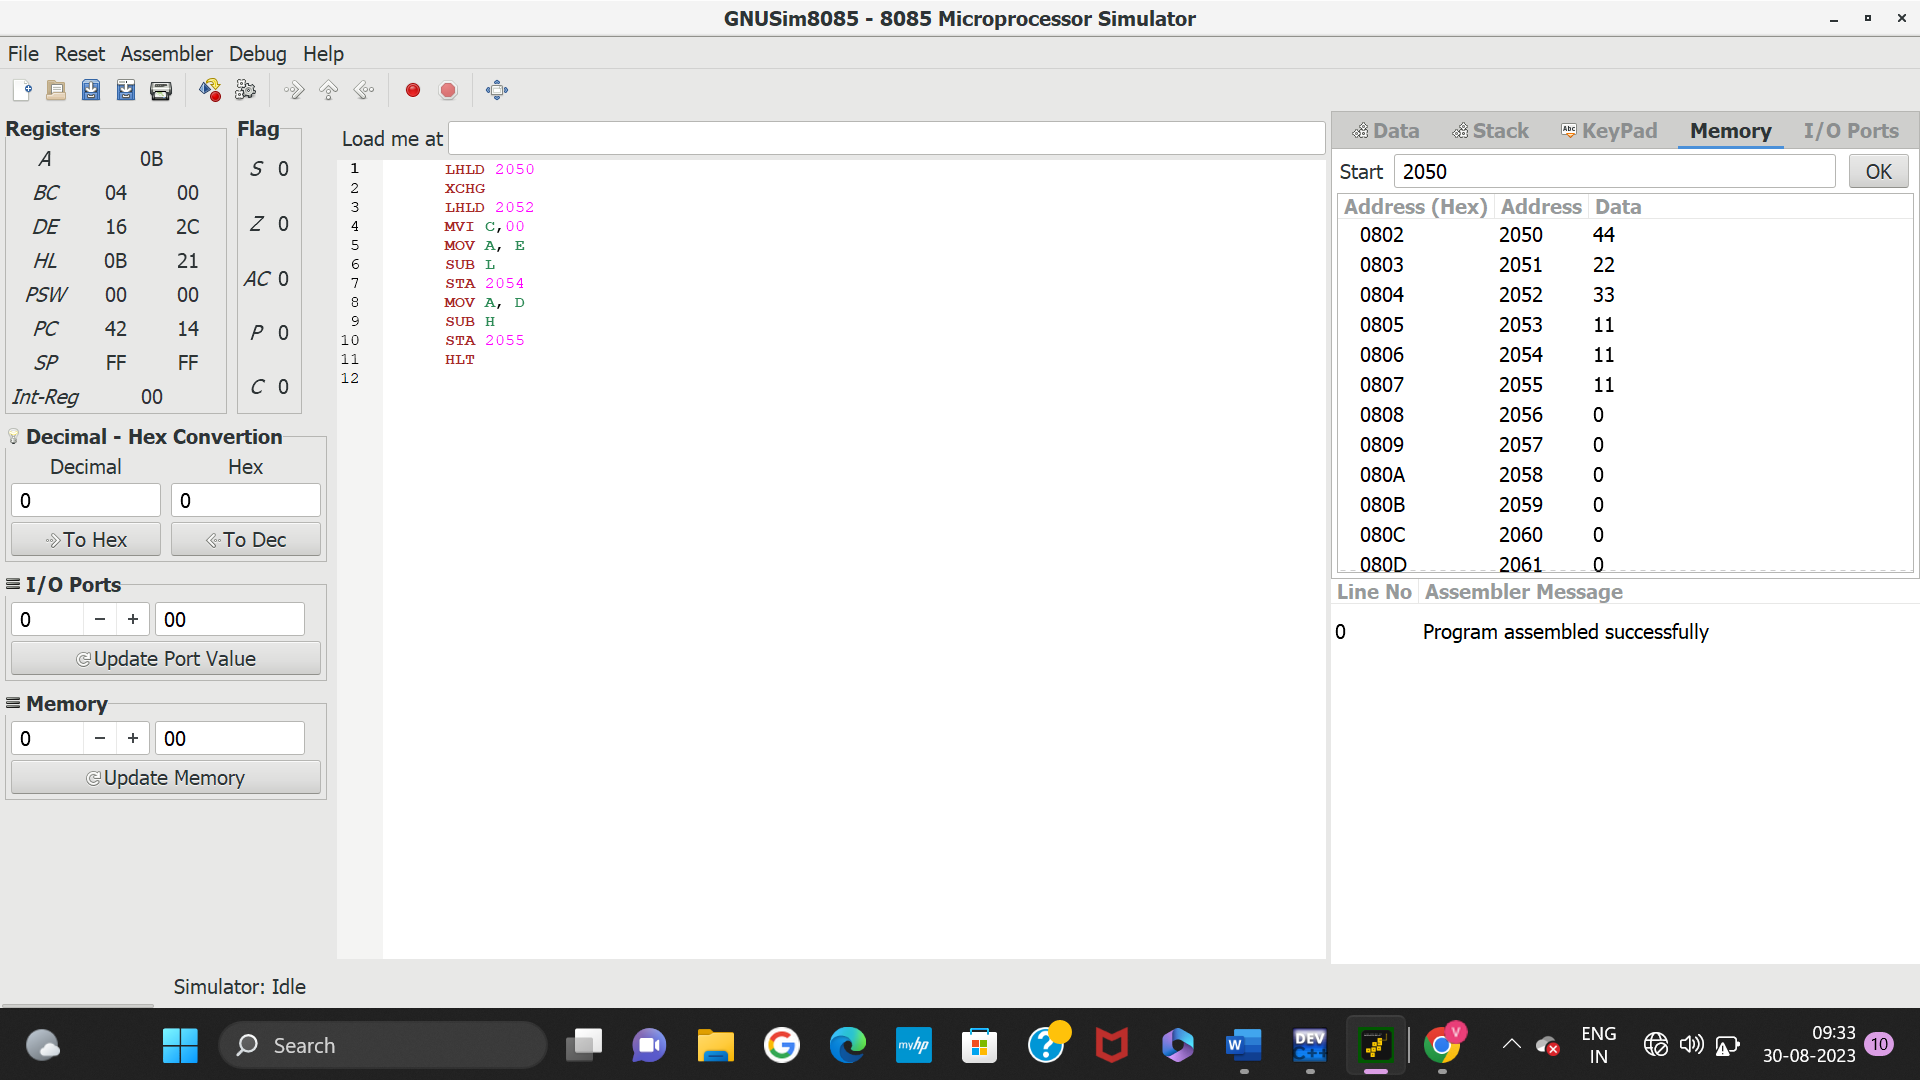 GNUSim8085 - 8085 Microprocessor Simulator
File Reset Assembler Debug Help
Registers
A 0B
BC 04 00
DE 16 2C
HL 0B 21
PSW 00 00
PC 42 14
SP FF FF
Int-Reg 00
Flag
S 0
Z 0
AC 0
P 0
C 0
Decimal - Hex Convertion
Decimal Hex
0 0
To Hex To Dec
I/O Ports
0 − + 00
Update Port Value
Memory
0 − + 00
Update Memory
Load me at
1 LHLD 2050
2 XCHG
3 LHLD 2052
4 MVI C,00
5 MOV A, E
6 SUB L
7 STA 2054
8 MOV A, D
9 SUB H
10 STA 2055
11 HLT
12
Data Stack Abc KeyPad Memory I/O Ports
Start 2050 OK
Address (Hex) Address Data
0802 2050 44
0803 2051 22
0804 2052 33
0805 2053 11
0806 2054 11
0807 2055 11
0808 2056 0
0809 2057 0
080A 2058 0
080B 2059 0
080C 2060 0
080D 2061 0
Line No Assembler Message
0 Program assembled successfully
Simulator: Idle
Search
myhp
W
DEV
C++
V
ENG
IN
09:33
30-08-2023
10